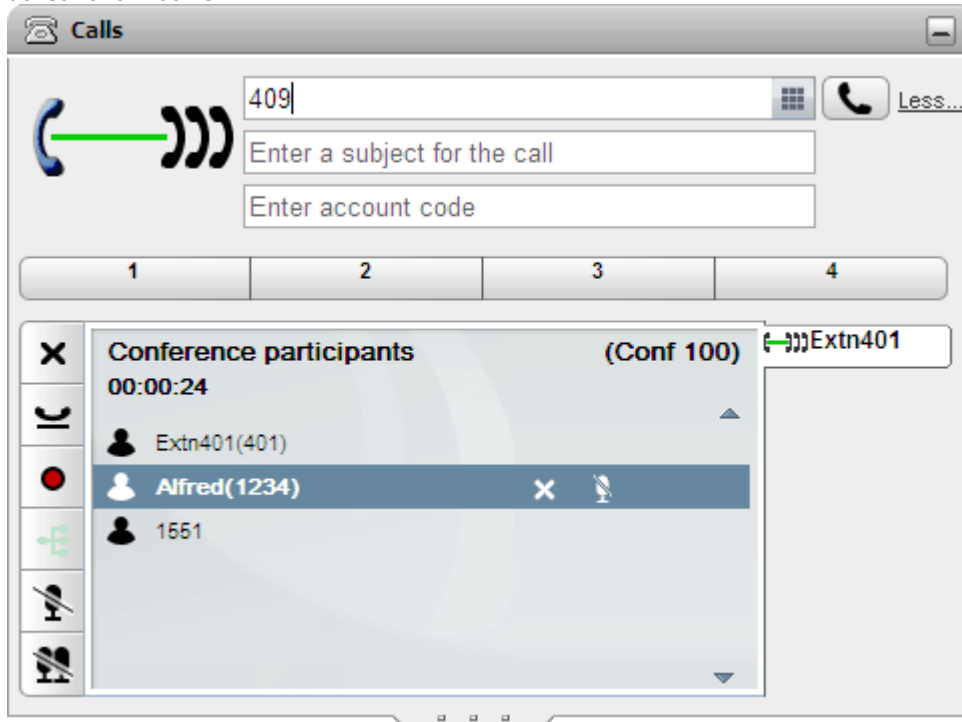 Calls
409
Less...
Enter a subject for the call
Enter account code
1 2 3 4
Conference participants (Conf 100)
Extn401
00:00:24
Extn401(401)
Alfred(1234)
1551